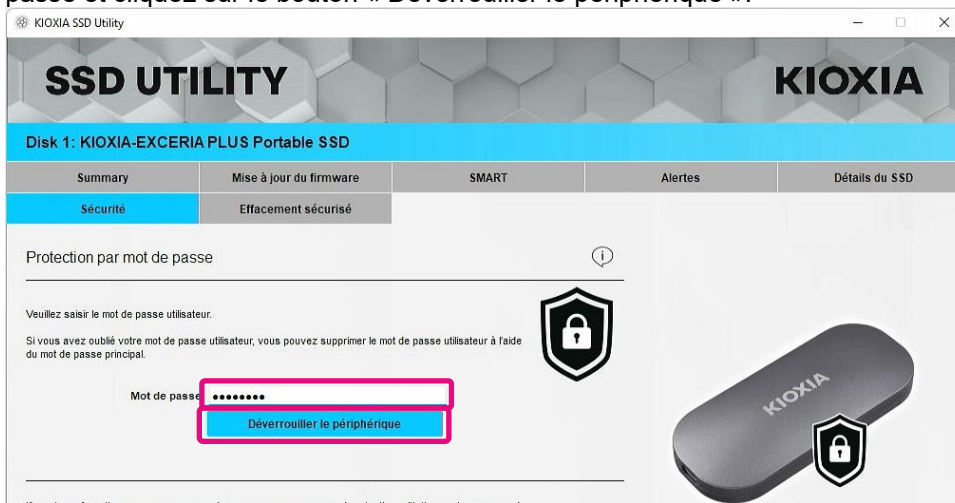 passe et cliquez sur le bouton « Déverrouiller le périphérique ».
KIOXIA SSD Utility
SSD UTILITY
KIOXIA
Disk 1: KIOXIA-EXCERIA PLUS Portable SSD
Summary
Mise à jour du firmware
SMART
Alertes
Détails du SSD
Sécurité
Effacement sécurisé
Protection par mot de passe
Veuillez saisir le mot de passe utilisateur.
Si vous avez oublié votre mot de passe utilisateur, vous pouvez supprimer le mot de passe utilisateur à l'aide
du mot de passe principal.
Mot de passe ••••••••
Déverrouiller le périphérique
KIOXIA